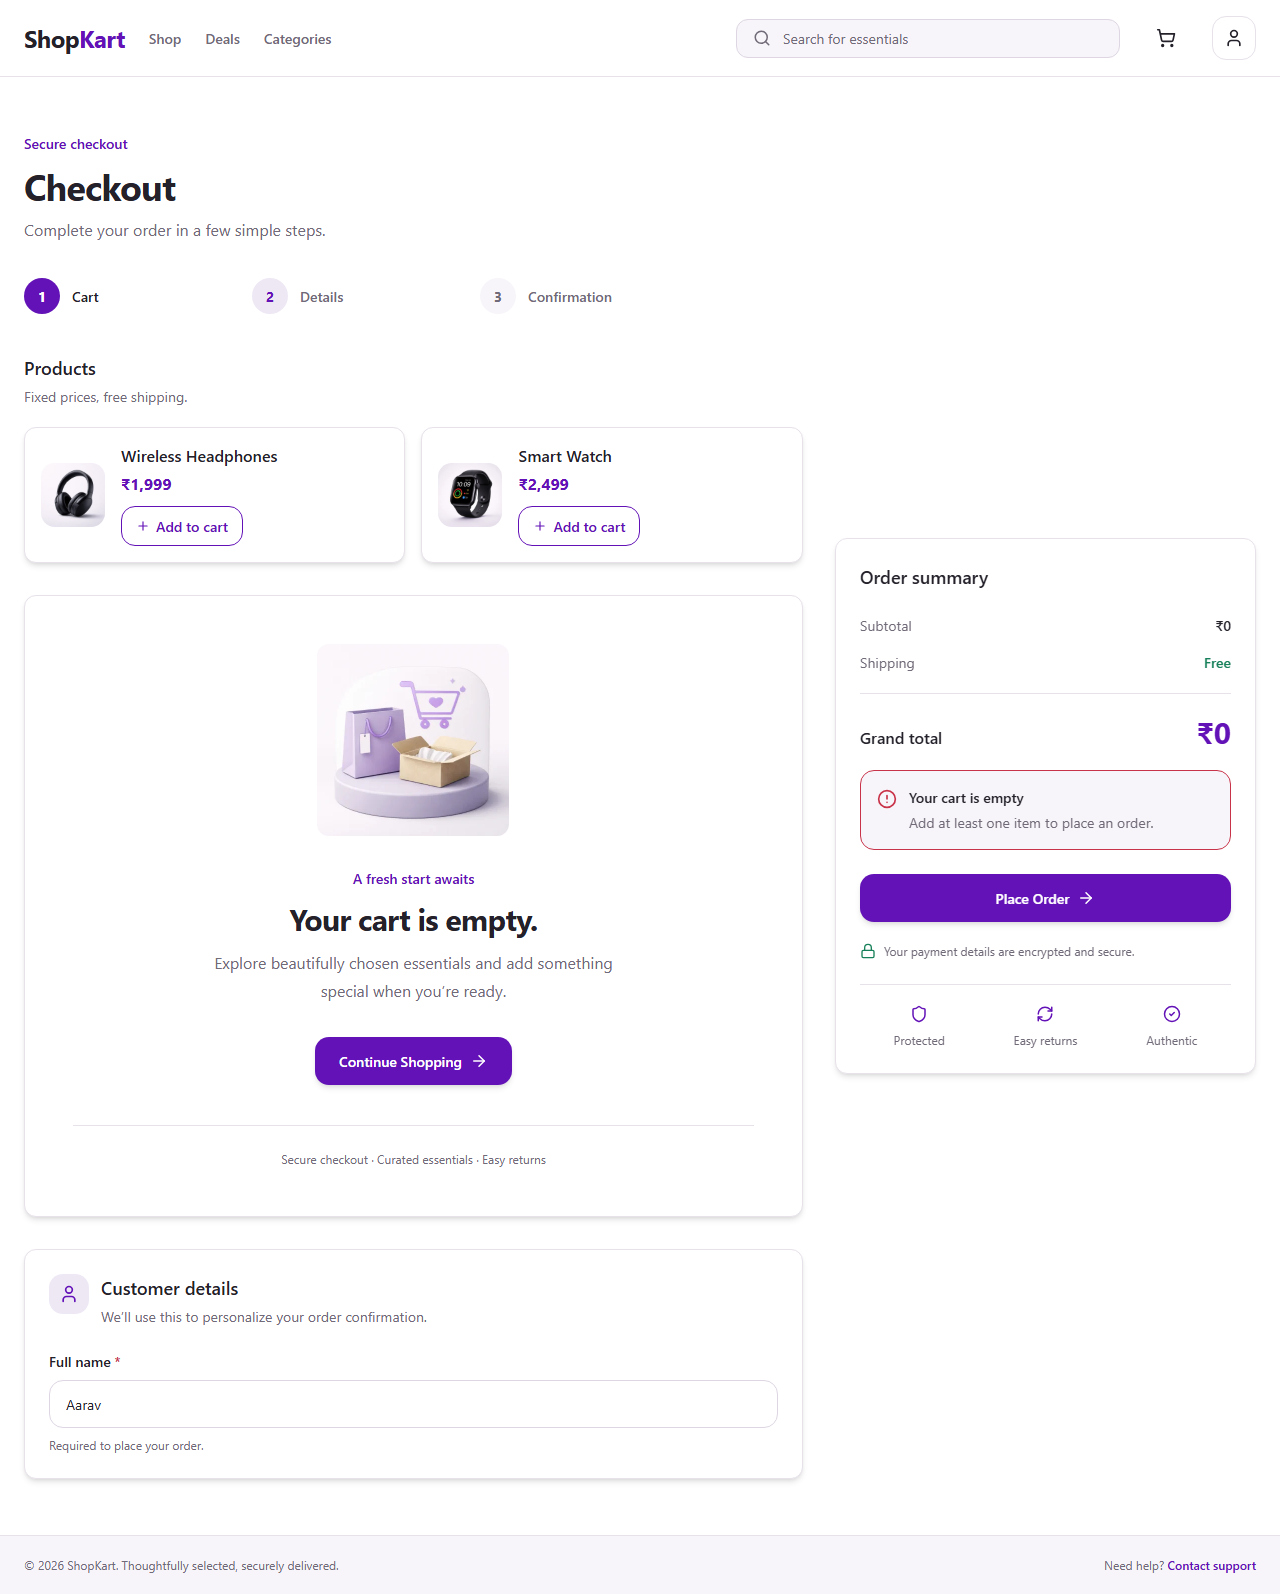 ShopKart
Shop
Deals
Categories
Search for essentials
Secure checkout
Checkout
Complete your order in a few simple steps.
1 Cart
2 Details
3 Confirmation
Products
Fixed prices, free shipping.
Wireless Headphones
₹1,999
+ Add to cart
Smart Watch
₹2,499
+ Add to cart
A fresh start awaits
Your cart is empty.
Explore beautifully chosen essentials and add something
special when you’re ready.
Continue Shopping →
Secure checkout · Curated essentials · Easy returns
Customer details
We’ll use this to personalize your order confirmation.
Full name *
Aarav
Required to place your order.
Order summary
Subtotal ₹0
Shipping Free
Grand total ₹0
Your cart is empty
Add at least one item to place an order.
Place Order →
Your payment details are encrypted and secure.
Protected
Easy returns
Authentic
© 2026 ShopKart. Thoughtfully selected, securely delivered.
Need help? Contact support